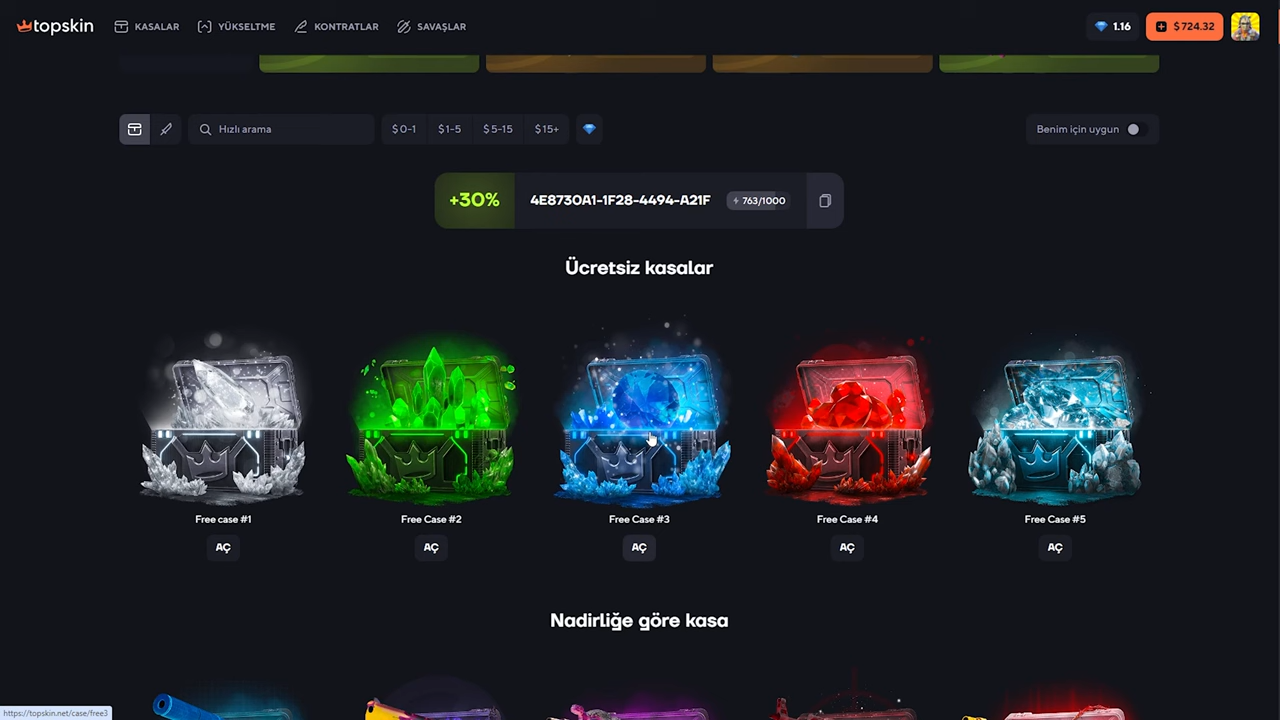 topskin
KASALAR
YÜKSELTME
KONTRATLAR
SAVAŞLAR
1.16
$ 724.32
Hızlı arama
$ 0-1
$ 1-5
$ 5-15
$ 15+
Benim için uygun
+30%
4E8730A1-1F28-4494-A21F
763/1000
Ücretsiz kasalar
Free case #1
Free Case #2
Free Case #3
Free Case #4
Free Case #5
AÇ
AÇ
AÇ
AÇ
AÇ
Nadirliğe göre kasa
https://topskin.net/case/free3